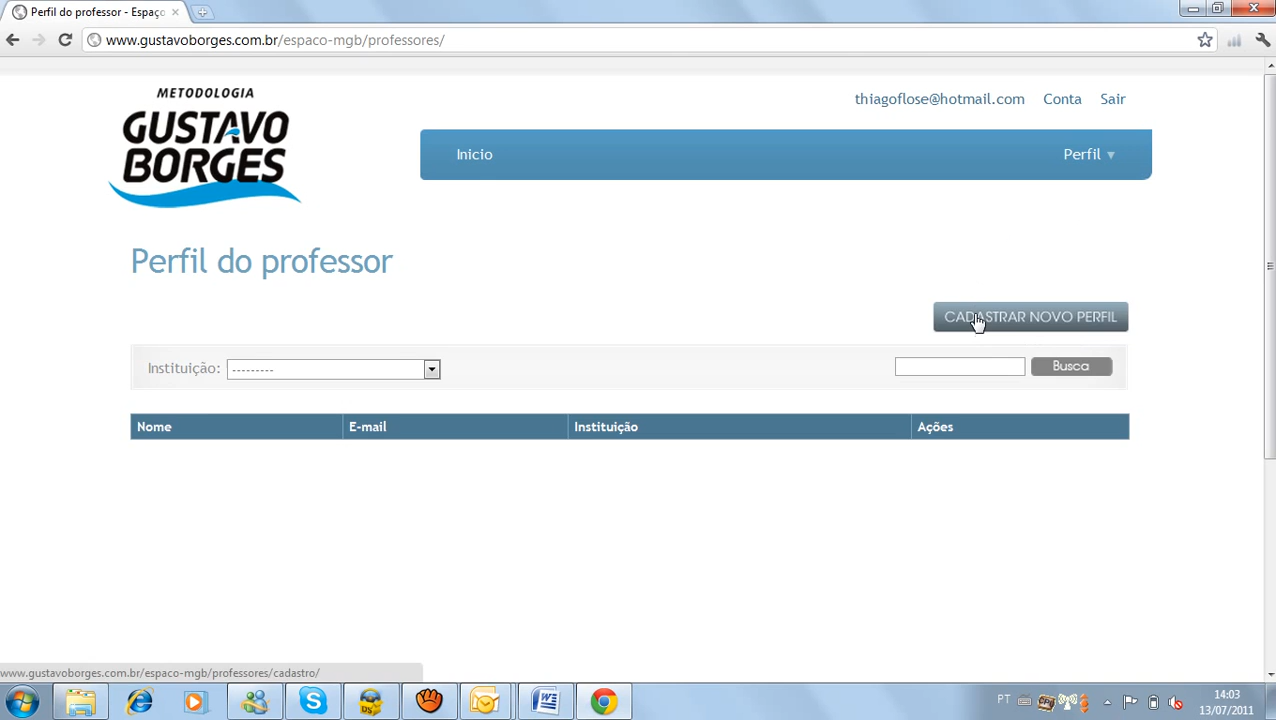 Perfil do professor - Espaço
www.gustavoborges.com.br/espaco-mgb/professores/
METODOLOGIA
GUSTAVO
BORGES
thiagoflose@hotmail.com Conta Sair
Inicio Perfil
Perfil do professor
CADASTRAR NOVO PERFIL
Instituição: --------- Busca
Nome E-mail Instituição Ações
www.gustavoborges.com.br/espaco-mgb/professores/cadastro/
PT 14:03
13/07/2011